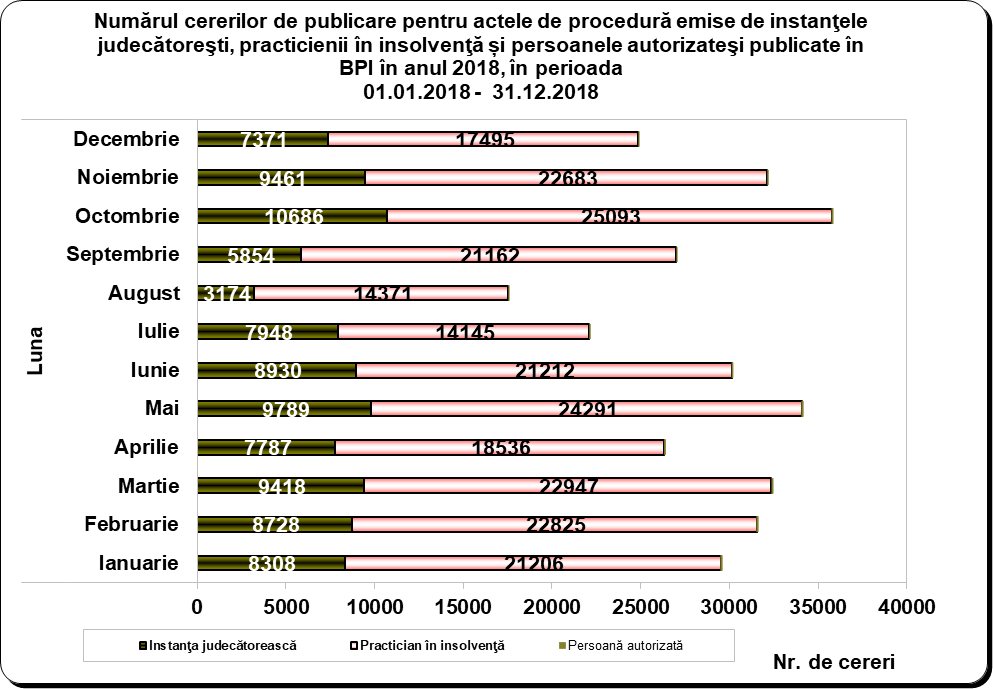 Numărul cererilor de publicare pentru actele de procedură emise de instanţele
judecătoreşti, practicienii în insolvenţă și persoanele autorizateşi publicate în
BPI în anul 2018, în perioada
01.01.2018 - 31.12.2018
Decembrie 7371 17495
Noiembrie 9461 22683
Octombrie 10686 25093
Septembrie 5854 21162
August 3174 14371
Iulie 7948 14145
Iunie 8930 21212
Mai 9789 24291
Aprilie 7787 18536
Martie 9418 22947
Februarie 8728 22825
Ianuarie 8308 21206
Luna
0 5000 10000 15000 20000 25000 30000 35000 40000
Instanţa judecătorească Practician în insolvenţă Persoană autorizată
Nr. de cereri